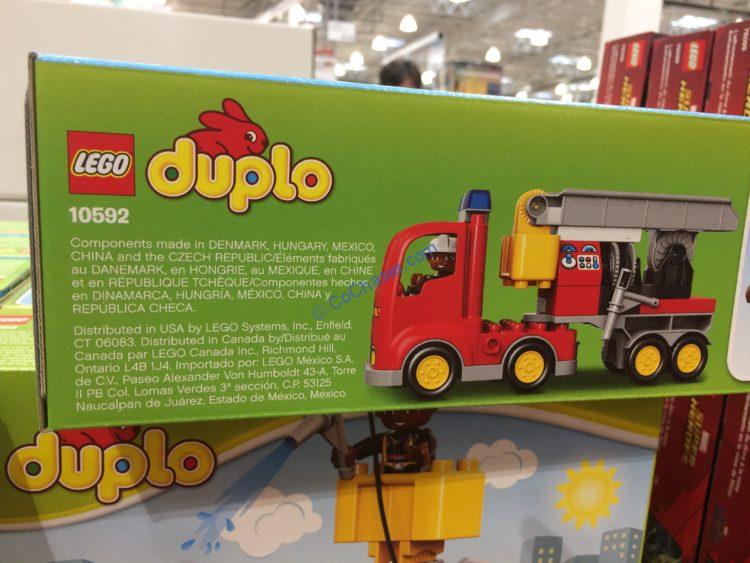 LEGO
duplo
10592
Components made in DENMARK, HUNGARY, MEXICO,
CHINA and the CZECH REPUBLIC/Éléments fabriqués
au DANEMARK, en HONGRIE, au MEXIQUE, en CHINE
et en RÉPUBLIQUE TCHÈQUE/Componentes hechos
en DINAMARCA, HUNGRÍA, MÉXICO, CHINA y
REPÚBLICA CHECA.
Distributed in USA by LEGO Systems, Inc., Enfield,
CT 06083. Distributed in Canada by/Distribué au
Canada par LEGO Canada Inc., Richmond Hill,
Ontario L4B 1J4. Importado por: LEGO México S.A.
de C.V., Paseo Alexander Von Humboldt 43-A, Torre
II PB Col. Lomas Verdes 3ª sección, C.P. 53125
Naucalpan de Juárez, Estado de México, México.
duplo
LEGO
LEGO